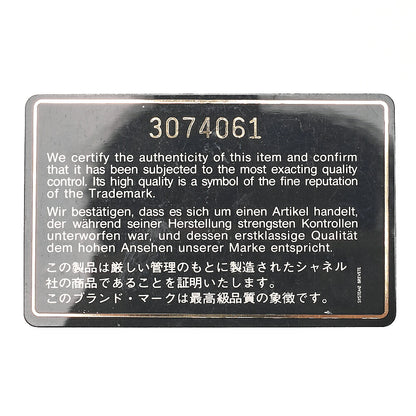 3074061
We certify the authenticity of this item and confirm
that it has been subjected to the most exacting quality
control. Its high quality is a symbol of the fine reputation
of the Trademark.
Wir bestätigen, dass es sich um einen Artikel handelt,
der während seiner Herstellung strengsten Kontrollen
unterworfen war, und dessen erstklassige Qualität
dem hohen Ansehen unserer Marke entspricht.
この製品は厳しい管理のもとに製造されたシャネル
社の商品であることを証明いたします。
このブランド・マークは最高級品質の象徴です。
SYSTEME BREVETE